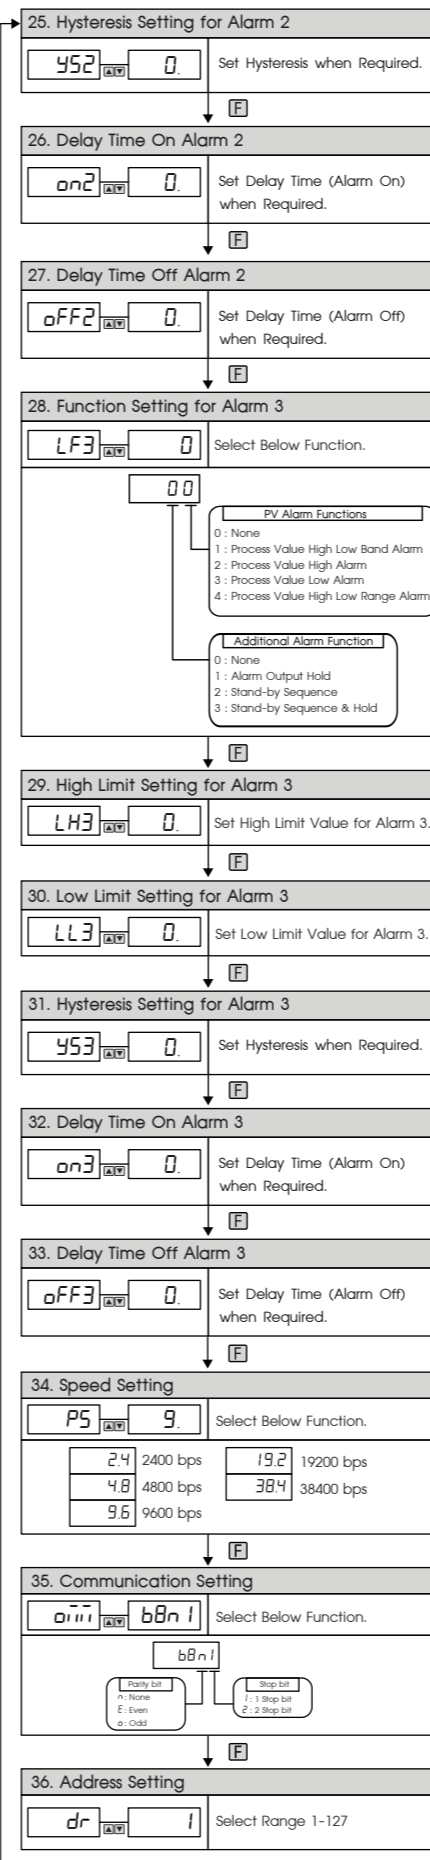 25. Hysteresis Setting for Alarm 2
YS2 ▲▼ 0. Set Hysteresis when Required.
F
26. Delay Time On Alarm 2
on2 ▲▼ 0. Set Delay Time (Alarm On)
when Required.
F
27. Delay Time Off Alarm 2
oFF2 ▲▼ 0. Set Delay Time (Alarm Off)
when Required.
F
28. Function Setting for Alarm 3
LF3 ▲▼ 0 Select Below Function.
00
PV Alarm Functions
0 : None
1 : Process Value High Low Band Alarm
2 : Process Value High Alarm
3 : Process Value Low Alarm
4 : Process Value High Low Range Alarm
Additional Alarm Function
0 : None
1 : Alarm Output Hold
2 : Stand-by Sequence
3 : Stand-by Sequence & Hold
F
29. High Limit Setting for Alarm 3
LH3 ▲▼ 0. Set High Limit Value for Alarm 3.
F
30. Low Limit Setting for Alarm 3
LL3 ▲▼ 0. Set Low Limit Value for Alarm 3.
F
31. Hysteresis Setting for Alarm 3
YS3 ▲▼ 0. Set Hysteresis when Required.
F
32. Delay Time On Alarm 3
on3 ▲▼ 0. Set Delay Time (Alarm On)
when Required.
F
33. Delay Time Off Alarm 3
oFF3 ▲▼ 0. Set Delay Time (Alarm Off)
when Required.
F
34. Speed Setting
PS ▲▼ 9. Select Below Function.
2.4 2400 bps 19.2 19200 bps
4.8 4800 bps 38.4 38400 bps
9.6 9600 bps
F
35. Communication Setting
▲▼ b8n1 Select Below Function.
b8n1
Parity bit
n : None
E : Even
o : Odd
Stop bit
1 : 1 Stop bit
2 : 2 Stop bit
F
36. Address Setting
dr ▲▼ 1 Select Range 1-127